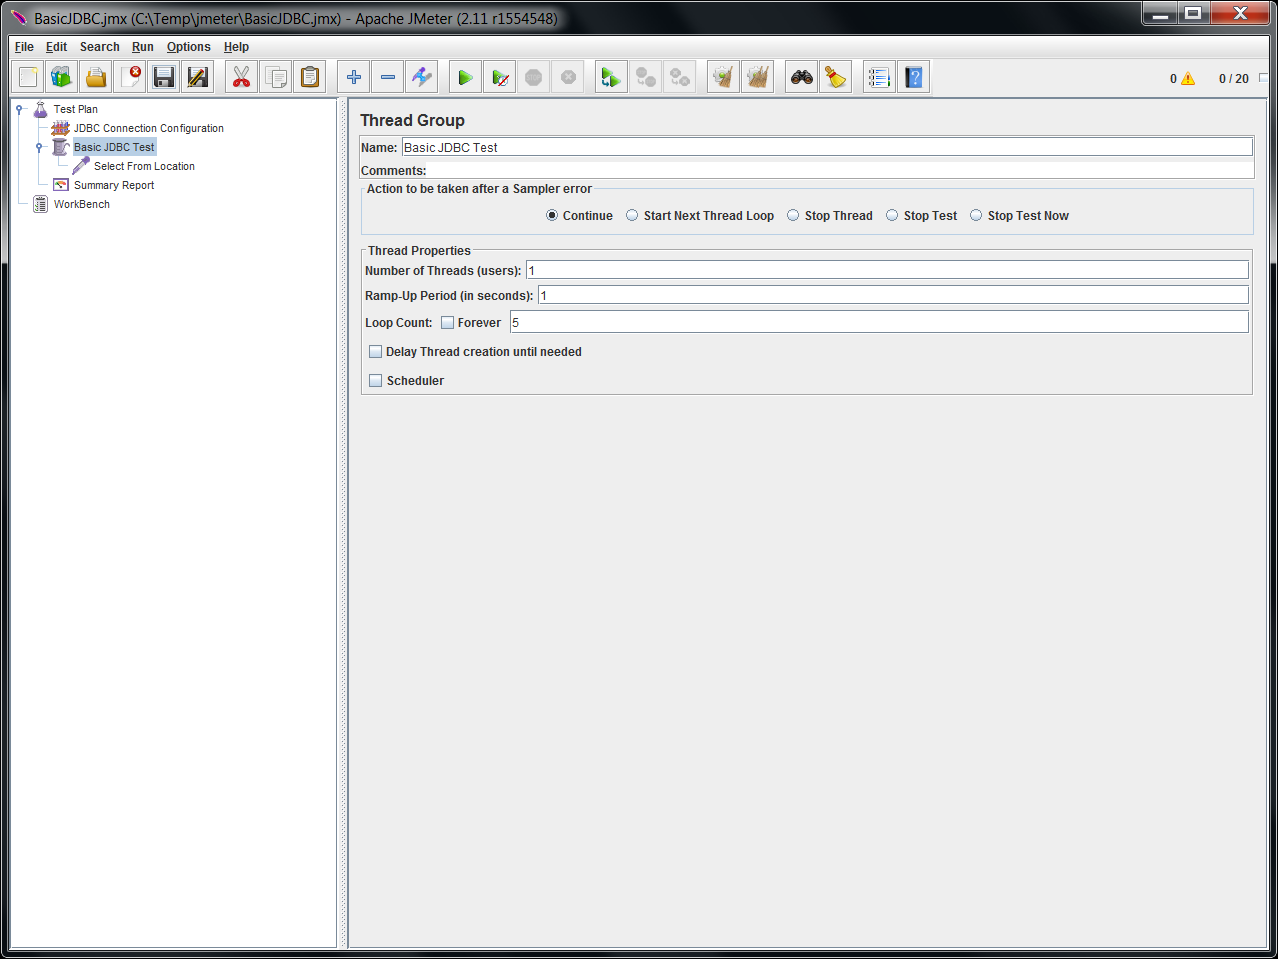 BasicJDBC.jmx (C:\Temp\jmeter\BasicJDBC.jmx) - Apache JMeter (2.11 r1554548)
File Edit Search Run Options Help
0 0 / 20
Test Plan
JDBC Connection Configuration
Basic JDBC Test
Select From Location
Summary Report
WorkBench
Thread Group
Name: Basic JDBC Test
Comments:
Action to be taken after a Sampler error
Continue Start Next Thread Loop Stop Thread Stop Test Stop Test Now
Thread Properties
Number of Threads (users): 1
Ramp-Up Period (in seconds): 1
Loop Count: Forever 5
Delay Thread creation until needed
Scheduler